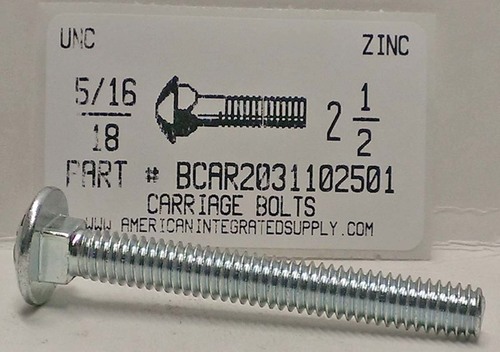 UNC ZINC
5/16
18
2 1/2
PART # BCAR2031102501
CARRIAGE BOLTS
WWW.AMERICANINTEGRATEDSUPPLY.COM